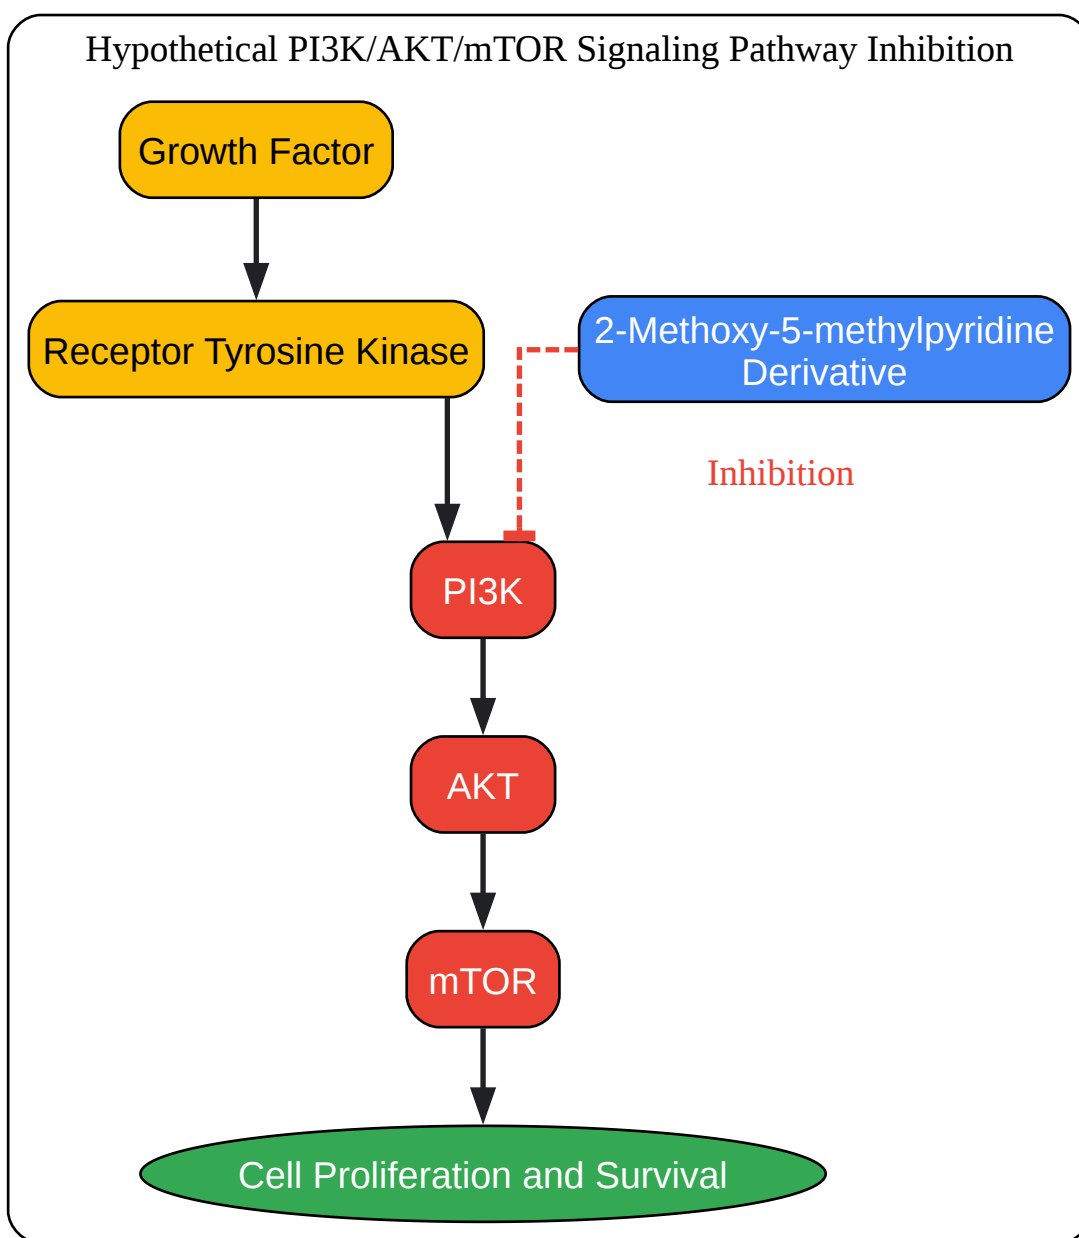 Hypothetical PI3K/AKT/mTOR Signaling Pathway Inhibition
Growth Factor
Receptor Tyrosine Kinase
2-Methoxy-5-methylpyridine
Derivative
Inhibition
PI3K
AKT
mTOR
Cell Proliferation and Survival